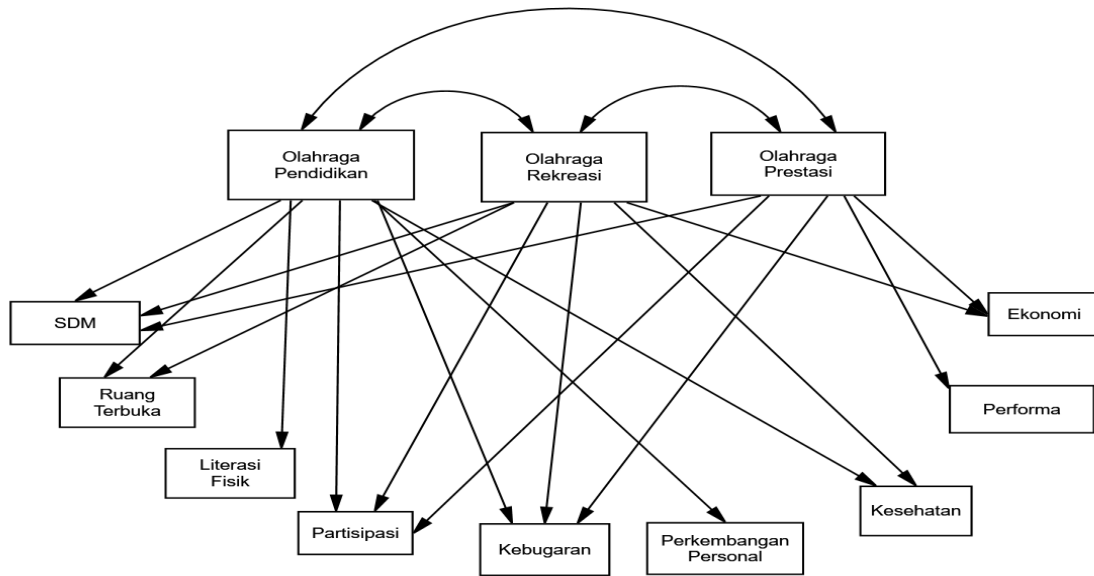 Olahraga
Pendidikan
Olahraga
Rekreasi
Olahraga
Prestasi
SDM
Ekonomi
Ruang
Terbuka
Performa
Literasi
Fisik
Partisipasi
Kebugaran
Perkembangan
Personal
Kesehatan